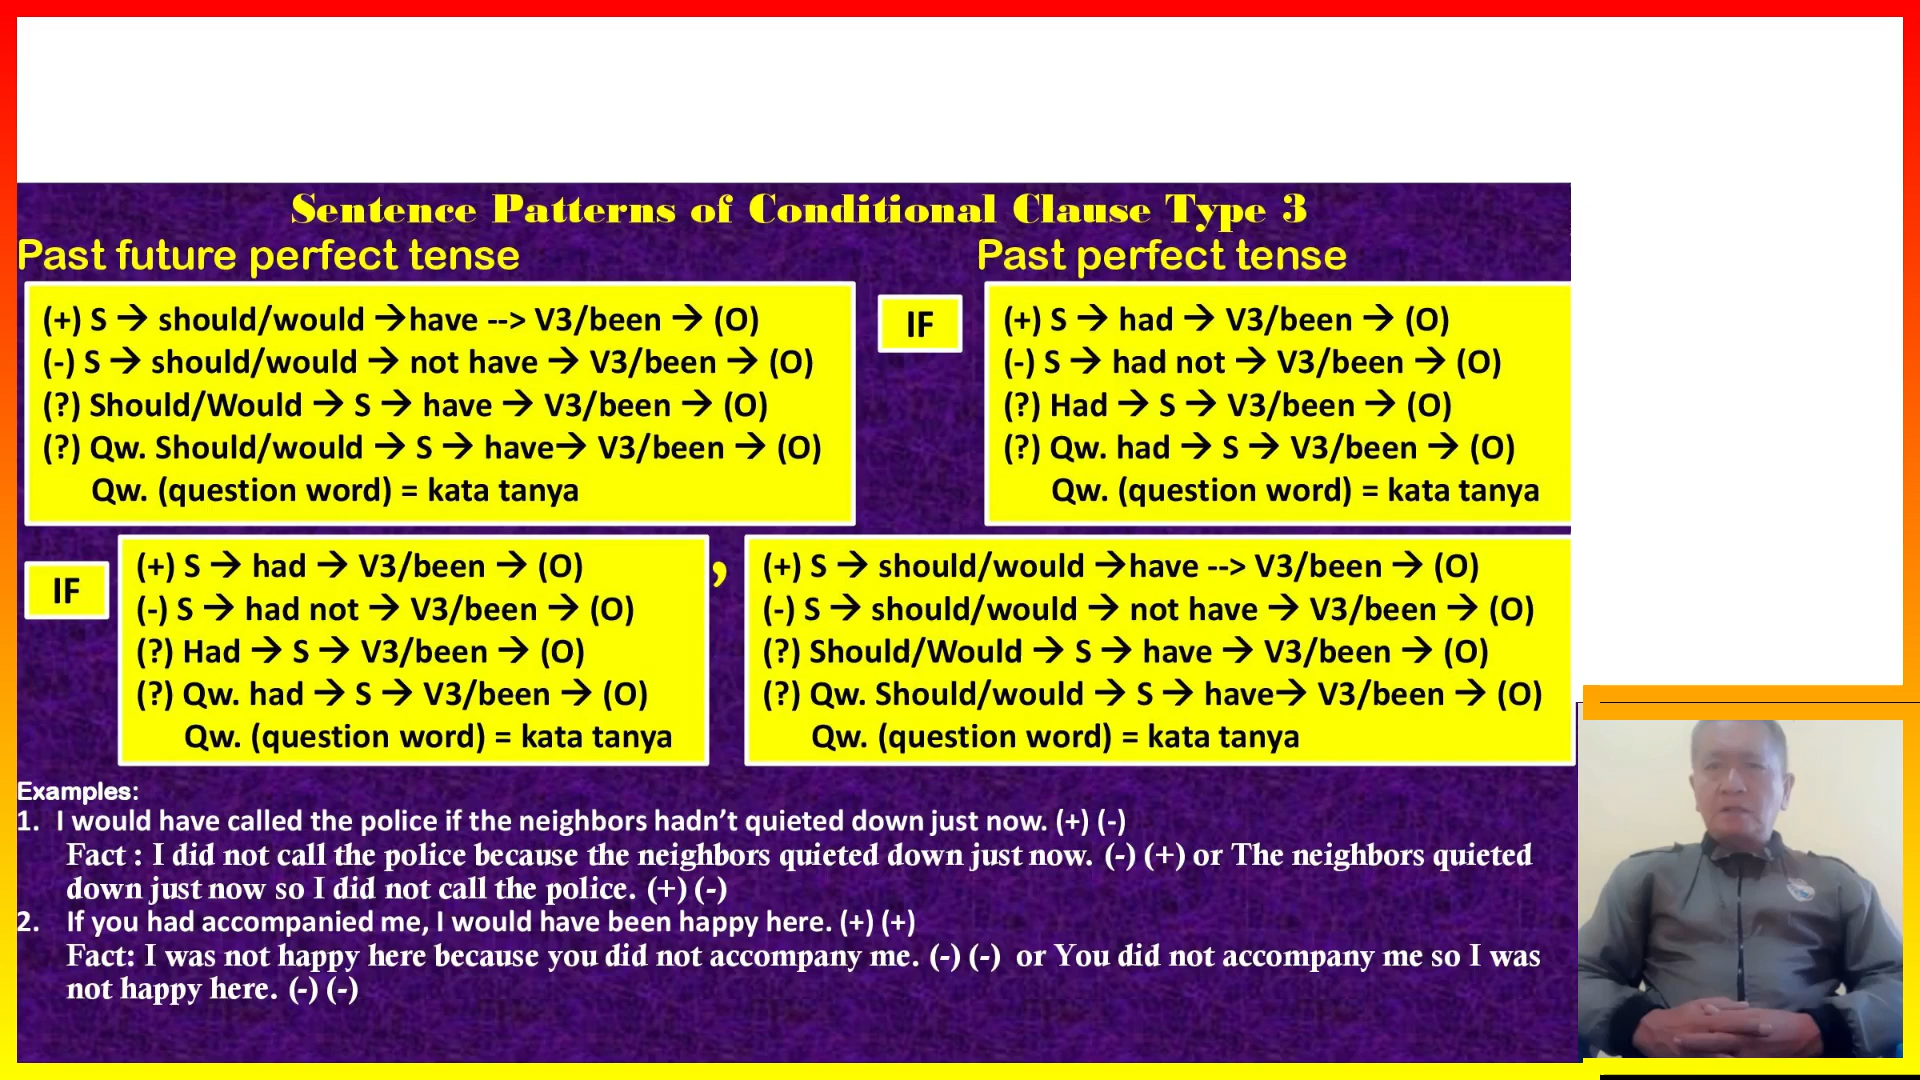 Sentence Patterns of Conditional Clause Type 3
Past future perfect tense
Past perfect tense
(+) S → should/would →have --> V3/been → (O)
(-) S → should/would → not have → V3/been → (O)
(?) Should/Would → S → have → V3/been → (O)
(?) Qw. Should/would → S → have→ V3/been → (O)
Qw. (question word) = kata tanya
IF
(+) S → had → V3/been → (O)
(-) S → had not → V3/been → (O)
(?) Had → S → V3/been → (O)
(?) Qw. had → S → V3/been → (O)
Qw. (question word) = kata tanya
IF
(+) S → had → V3/been → (O)
(-) S → had not → V3/been → (O)
(?) Had → S → V3/been → (O)
(?) Qw. had → S → V3/been → (O)
Qw. (question word) = kata tanya
,
(+) S → should/would →have --> V3/been → (O)
(-) S → should/would → not have → V3/been → (O)
(?) Should/Would → S → have → V3/been → (O)
(?) Qw. Should/would → S → have→ V3/been → (O)
Qw. (question word) = kata tanya
Examples:
1. I would have called the police if the neighbors hadn’t quieted down just now. (+) (-)
Fact : I did not call the police because the neighbors quieted down just now. (-) (+) or The neighbors quieted
down just now so I did not call the police. (+) (-)
2. If you had accompanied me, I would have been happy here. (+) (+)
Fact: I was not happy here because you did not accompany me. (-) (-) or You did not accompany me so I was
not happy here. (-) (-)